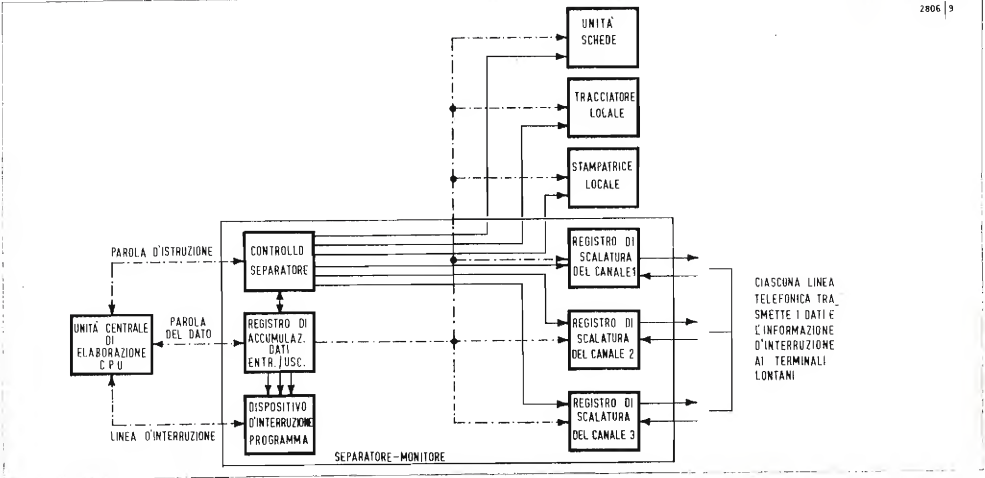 2806 | 9
UNITÀ
SCHEDE
TRACCIATORE
LOCALE
STAMPATRICE
LOCALE
PAROLA D'ISTRUZIONE
CONTROLLO
SEPARATORE
REGISTRO DI
SCALATURA
DEL CANALE 1
UNITÀ CENTRALE
DI
ELABORAZIONE
CPU
PAROLA
DEL DATO
REGISTRO DI
ACCUMULAZ.
DATI
ENTR./USC.
REGISTRO DI
SCALATURA
DEL CANALE 2
CIASCUNA LINEA
TELEFONICA TRA_
SMETTE I DATI E
L'INFORMAZIONE
D'INTERRUZIONE
AI TERMINALI
LONTANI
LINEA D'INTERRUZIONE
DISPOSITIVO
D'INTERRUZIONE
PROGRAMMA
REGISTRO DI
SCALATURA
DEL CANALE 3
SEPARATORE-MONITORE